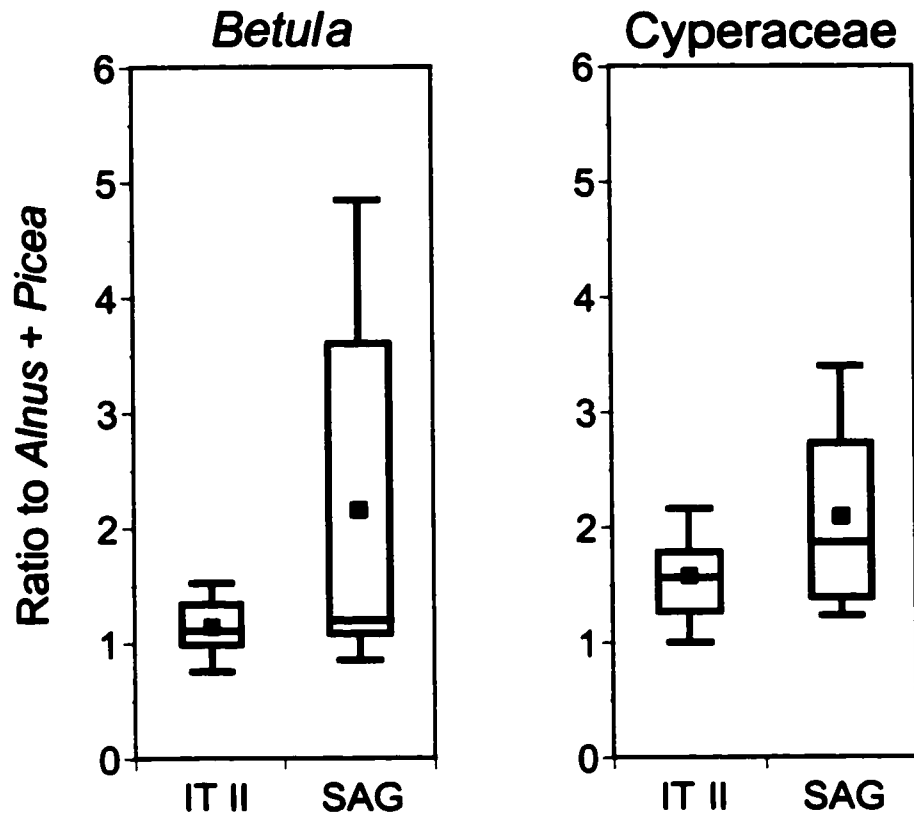 Betula
Cyperaceae
Ratio to Alnus + Picea
6
5
4
3
2
1
0
IT II
SAG
6
5
4
3
2
1
0
IT II
SAG